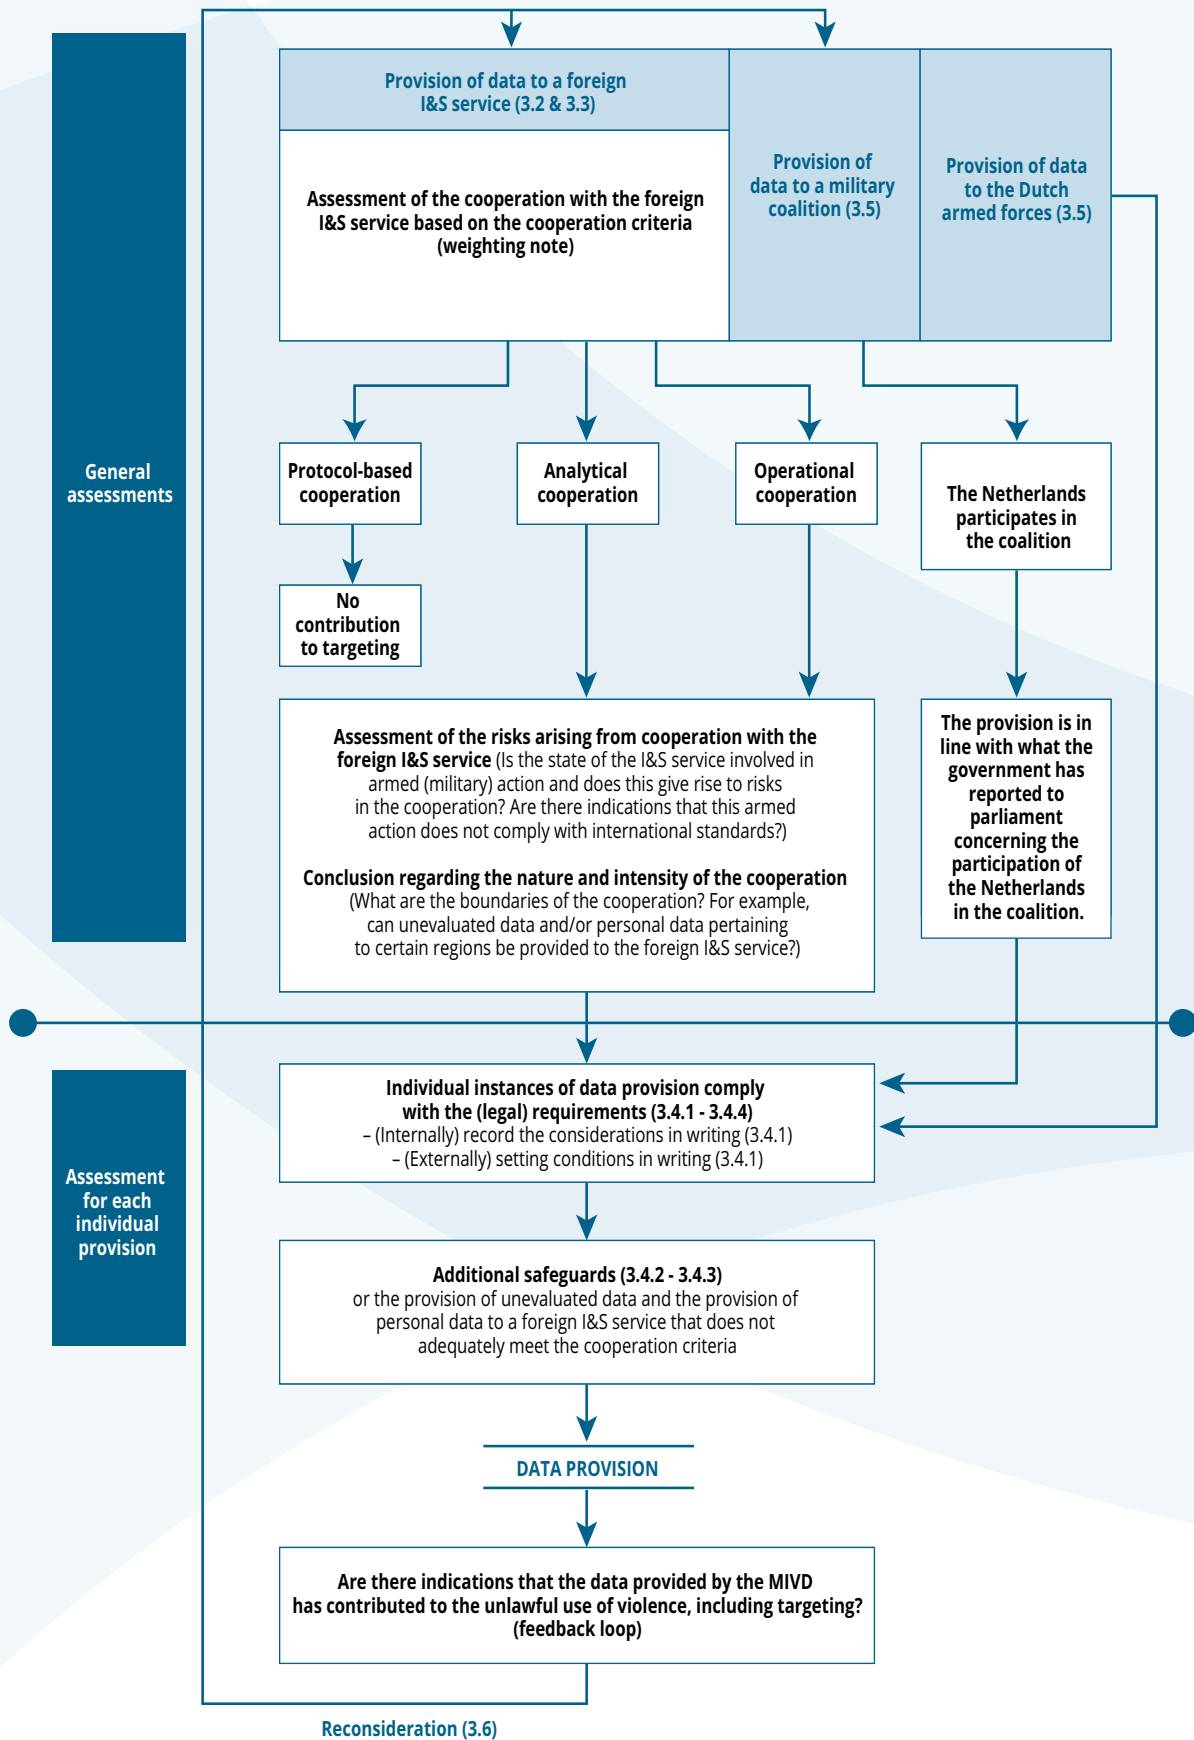 Provision of data to a foreign
I&S service (3.2 & 3.3)
Assessment of the cooperation with the foreign
I&S service based on the cooperation criteria
(weighting note)
Provision of
data to a military
coalition (3.5)
Provision of data
to the Dutch
armed forces (3.5)
General
assessments
Protocol-based
cooperation
Analytical
cooperation
Operational
cooperation
The Netherlands
participates in
the coalition
No
contribution
to targeting
Assessment of the risks arising from cooperation with the
foreign I&S service (Is the state of the I&S service involved in
armed (military) action and does this give rise to risks
in the cooperation? Are there indications that this armed
action does not comply with international standards?)
Conclusion regarding the nature and intensity of the cooperation
(What are the boundaries of the cooperation? For example,
can unevaluated data and/or personal data pertaining
to certain regions be provided to the foreign I&S service?)
The provision is in
line with what the
government has
reported to
parliament
concerning the
participation of
the Netherlands
in the coalition.
Assessment
for each
individual
provision
Individual instances of data provision comply
with the (legal) requirements (3.4.1 - 3.4.4)
– (Internally) record the considerations in writing (3.4.1)
– (Externally) setting conditions in writing (3.4.1)
Additional safeguards (3.4.2 - 3.4.3)
or the provision of unevaluated data and the provision of
personal data to a foreign I&S service that does not
adequately meet the cooperation criteria
DATA PROVISION
Are there indications that the data provided by the MIVD
has contributed to the unlawful use of violence, including targeting?
(feedback loop)
Reconsideration (3.6)